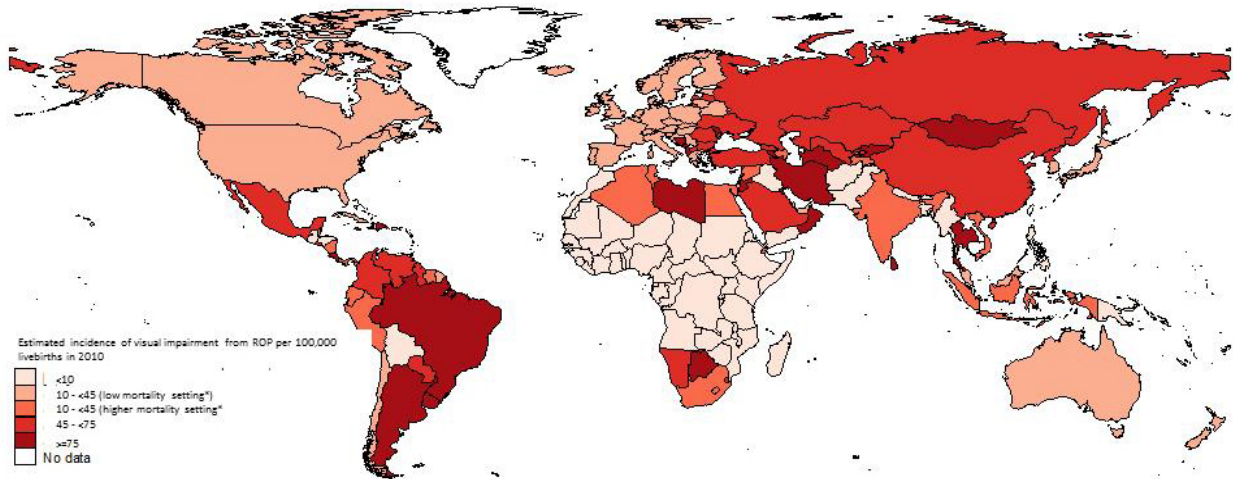 Estimated incidence of visual impairment from ROP per 100,000
livebirths in 2010
<10
10 - <45 (low mortality setting*)
10 - <45 (higher mortality setting*
45 - <75
>=75
No data